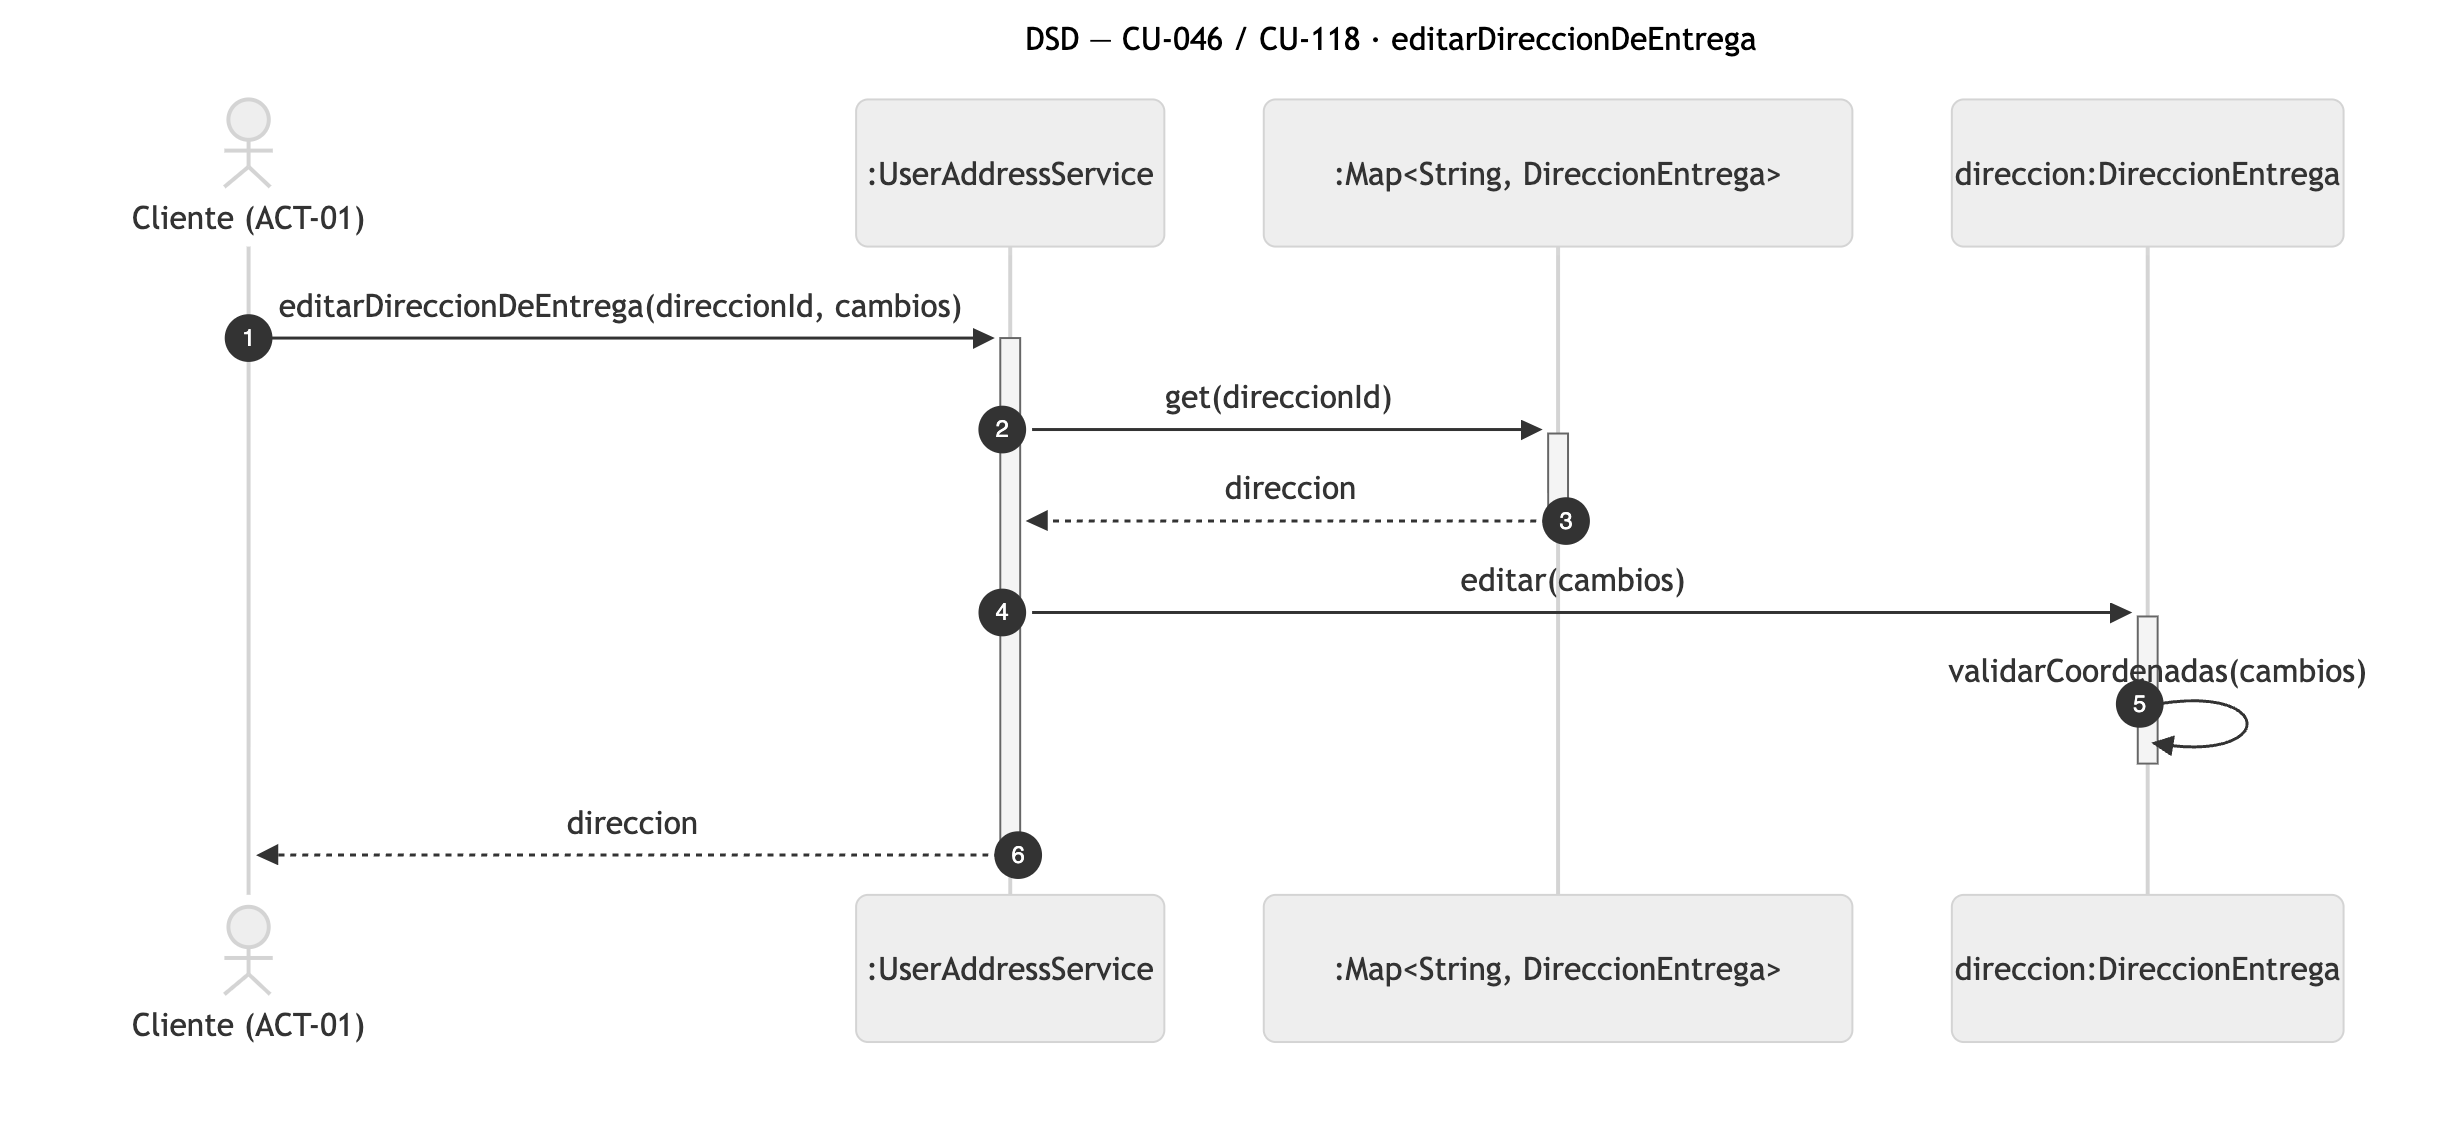 DSD — CU-046 / CU-118 · editarDireccionDeEntrega
Cliente (ACT-01)
:UserAddressService
:Map<String, DireccionEntrega>
direccion:DireccionEntrega
editarDireccionDeEntrega(direccionId, cambios)
1
get(direccionId)
2
direccion
3
editar(cambios)
4
validarCoordenadas(cambios)
5
direccion
6
Cliente (ACT-01)
:UserAddressService
:Map<String, DireccionEntrega>
direccion:DireccionEntrega